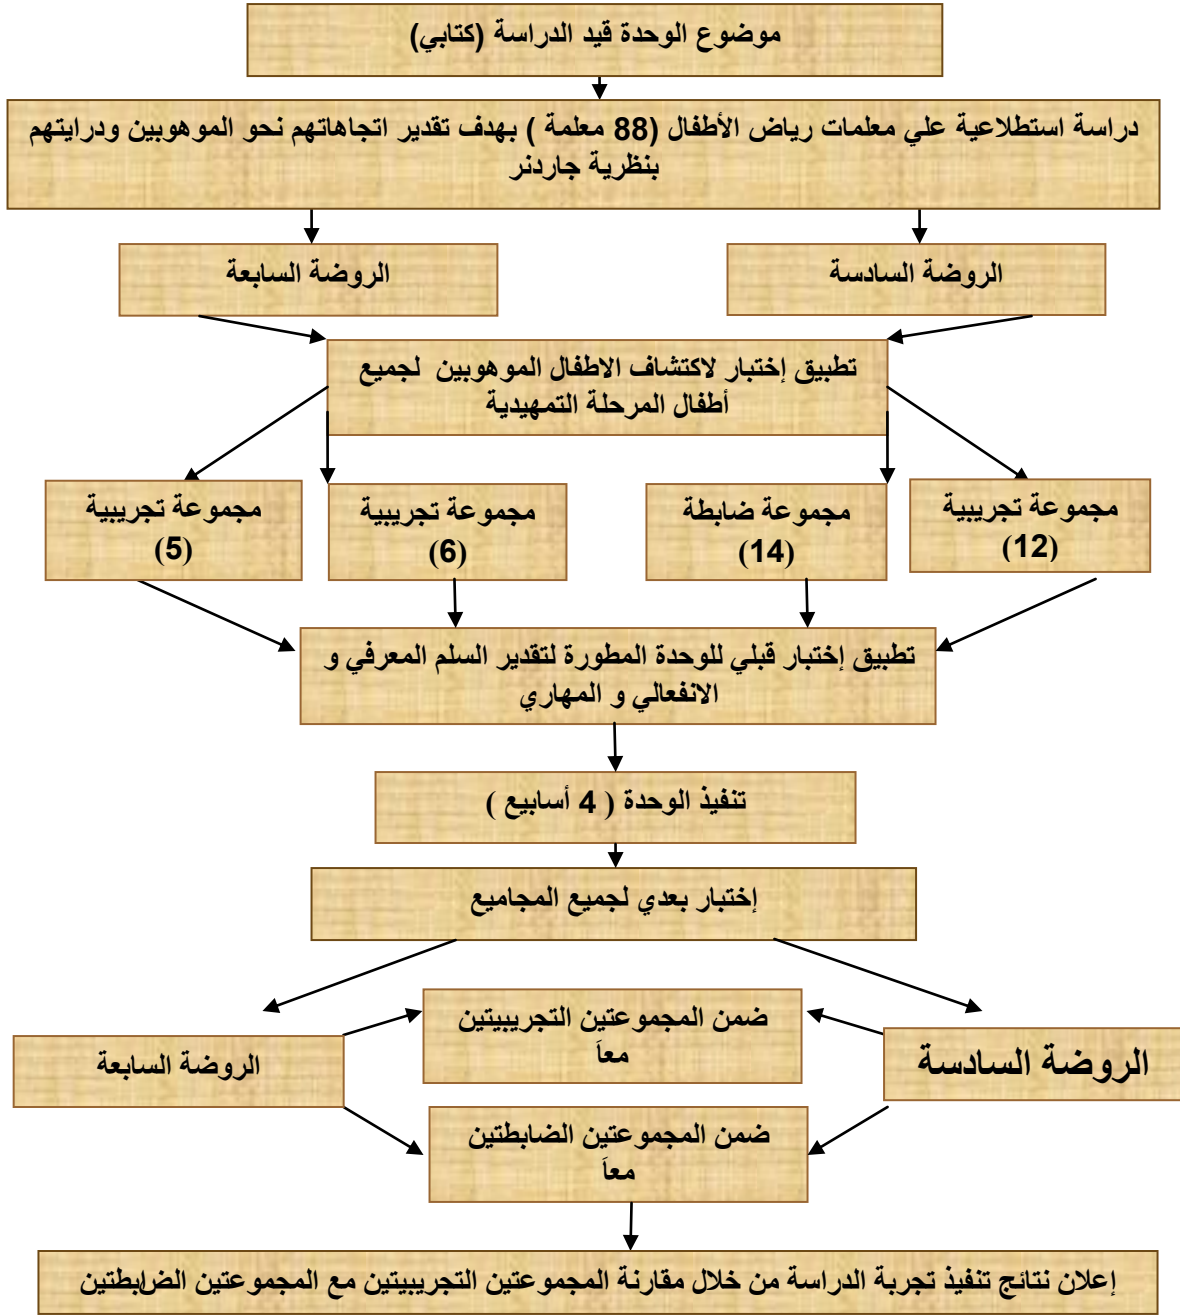 موضوع الوحدة قيد الدراسة (كتابي)
دراسة استطلاعية علي معلمات رياض الأطفال (88 معلمة ) بهدف تقدير اتجاهاتهم نحو الموهوبين ودرايتهم
بنظرية جاردنر
الروضة السادسة
الروضة السابعة
تطبيق إختبار لاكتشاف الاطفال الموهوبين لجميع
أطفال المرحلة التمهيدية
مجموعة تجريبية
(12)
مجموعة ضابطة
(14)
مجموعة تجريبية
(6)
مجموعة تجريبية
(5)
تطبيق إختبار قبلي للوحدة المطورة لتقدير السلم المعرفي و
الانفعالي و المهاري
تنفيذ الوحدة ( 4 أسابيع )
إختبار بعدي لجميع المجاميع
ضمن المجموعتين التجريبيتين
معاَ
الروضة السادسة
الروضة السابعة
ضمن المجموعتين الضابطتين
معاَ
إعلان نتائج تنفيذ تجربة الدراسة من خلال مقارنة المجموعتين التجريبيتين مع المجموعتين الضابطتين